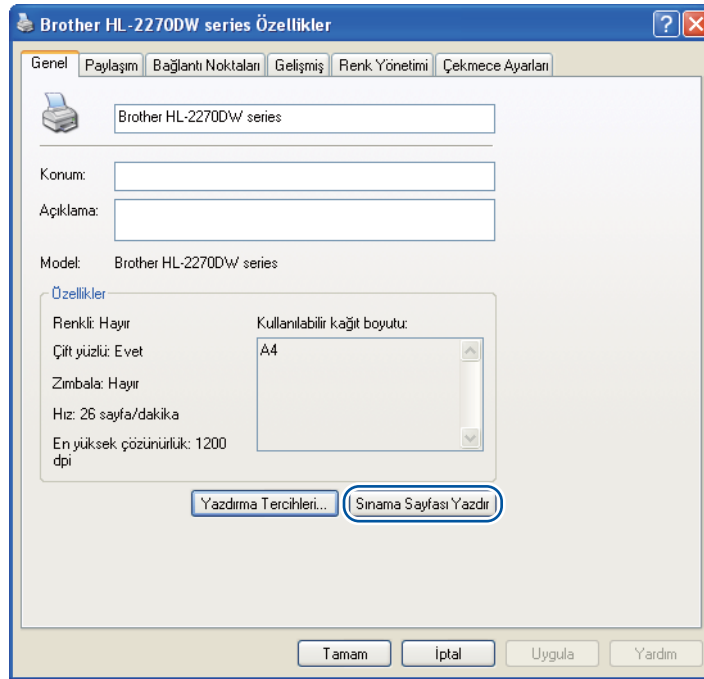 Brother HL-2270DW series Özellikler
Genel Paylaşım Bağlantı Noktaları Gelişmiş Renk Yönetimi Çekmece Ayarları
Brother HL-2270DW series
Konum:
Açıklama:
Model: Brother HL-2270DW series
Özellikler
Renkli: Hayır Kullanılabilir kağıt boyutu:
Çift yüzlü: Evet A4
Zımbala: Hayır
Hız: 26 sayfa/dakika
En yüksek çözünürlük: 1200
dpi
Yazdırma Tercihleri... Sınama Sayfası Yazdır
Tamam İptal Uygula Yardım